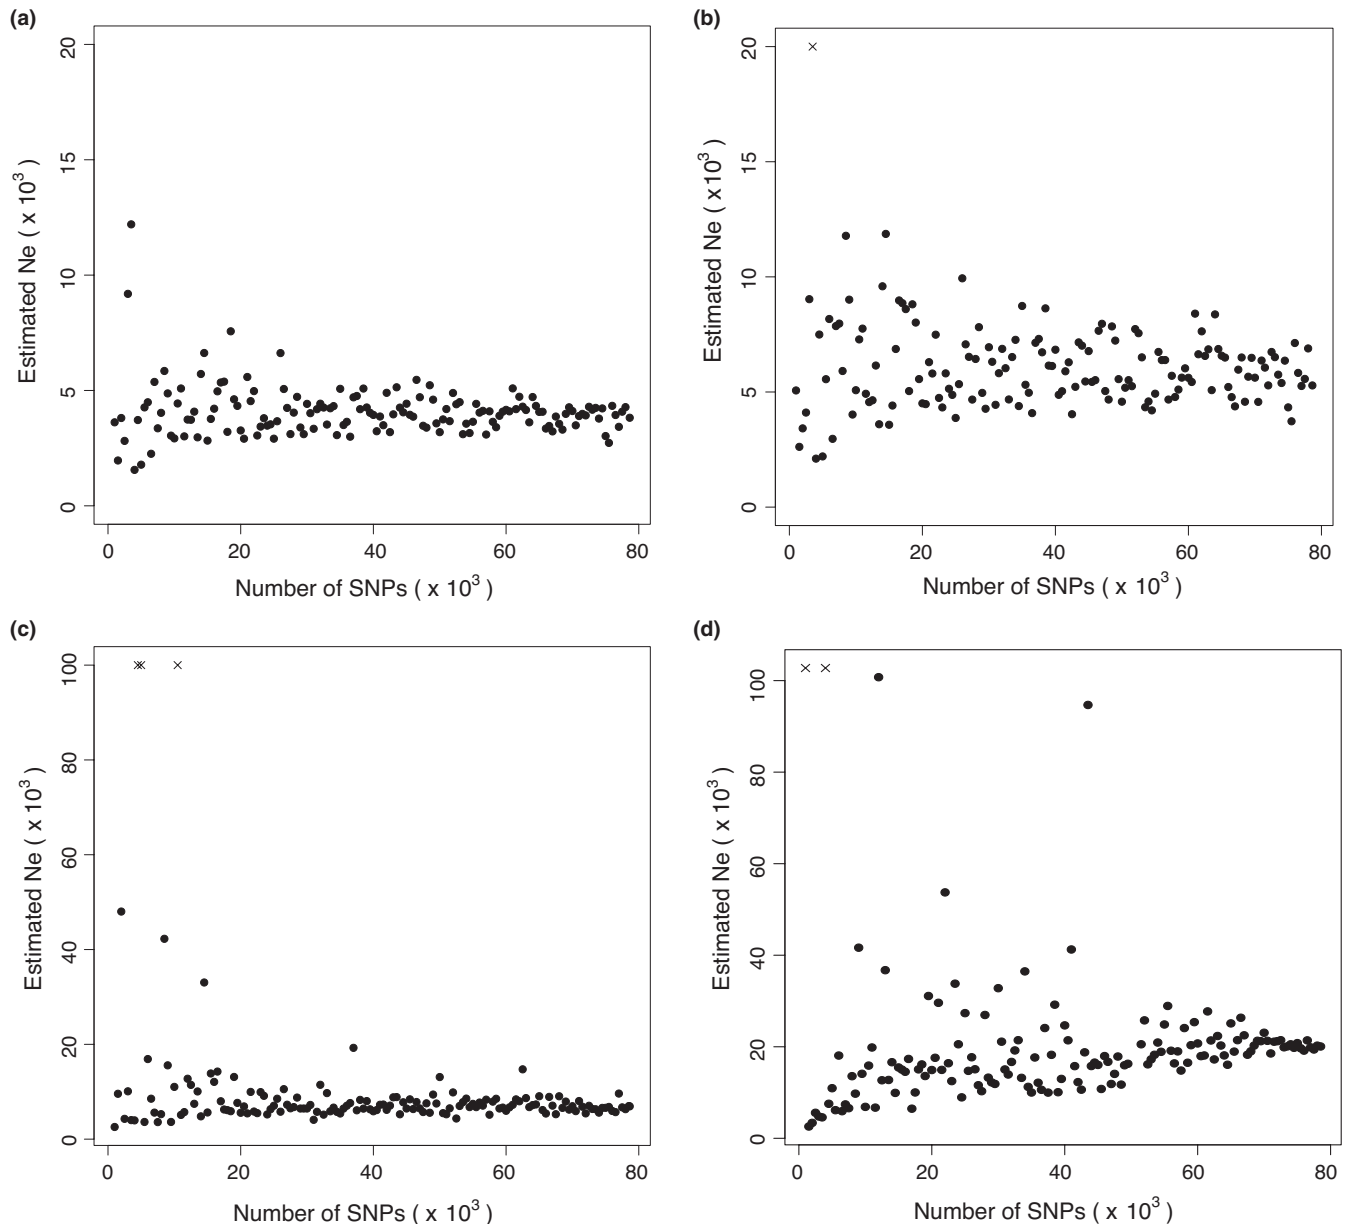 (a)
20
15
10
5
0
Estimated Ne ( x 10³ )
0 20 40 60 80
Number of SNPs ( x 10³ )
(b)
20
15
10
5
0
Estimated Ne ( x10³ )
0 20 40 60 80
Number of SNPs ( x 10³ )
(c)
100
80
60
40
20
0
Estimated Ne ( x 10³ )
0 20 40 60 80
Number of SNPs ( x 10³ )
(d)
100
80
60
40
20
0
Estimated Ne ( x 10³ )
0 20 40 60 80
Number of SNPs ( x 10³ )